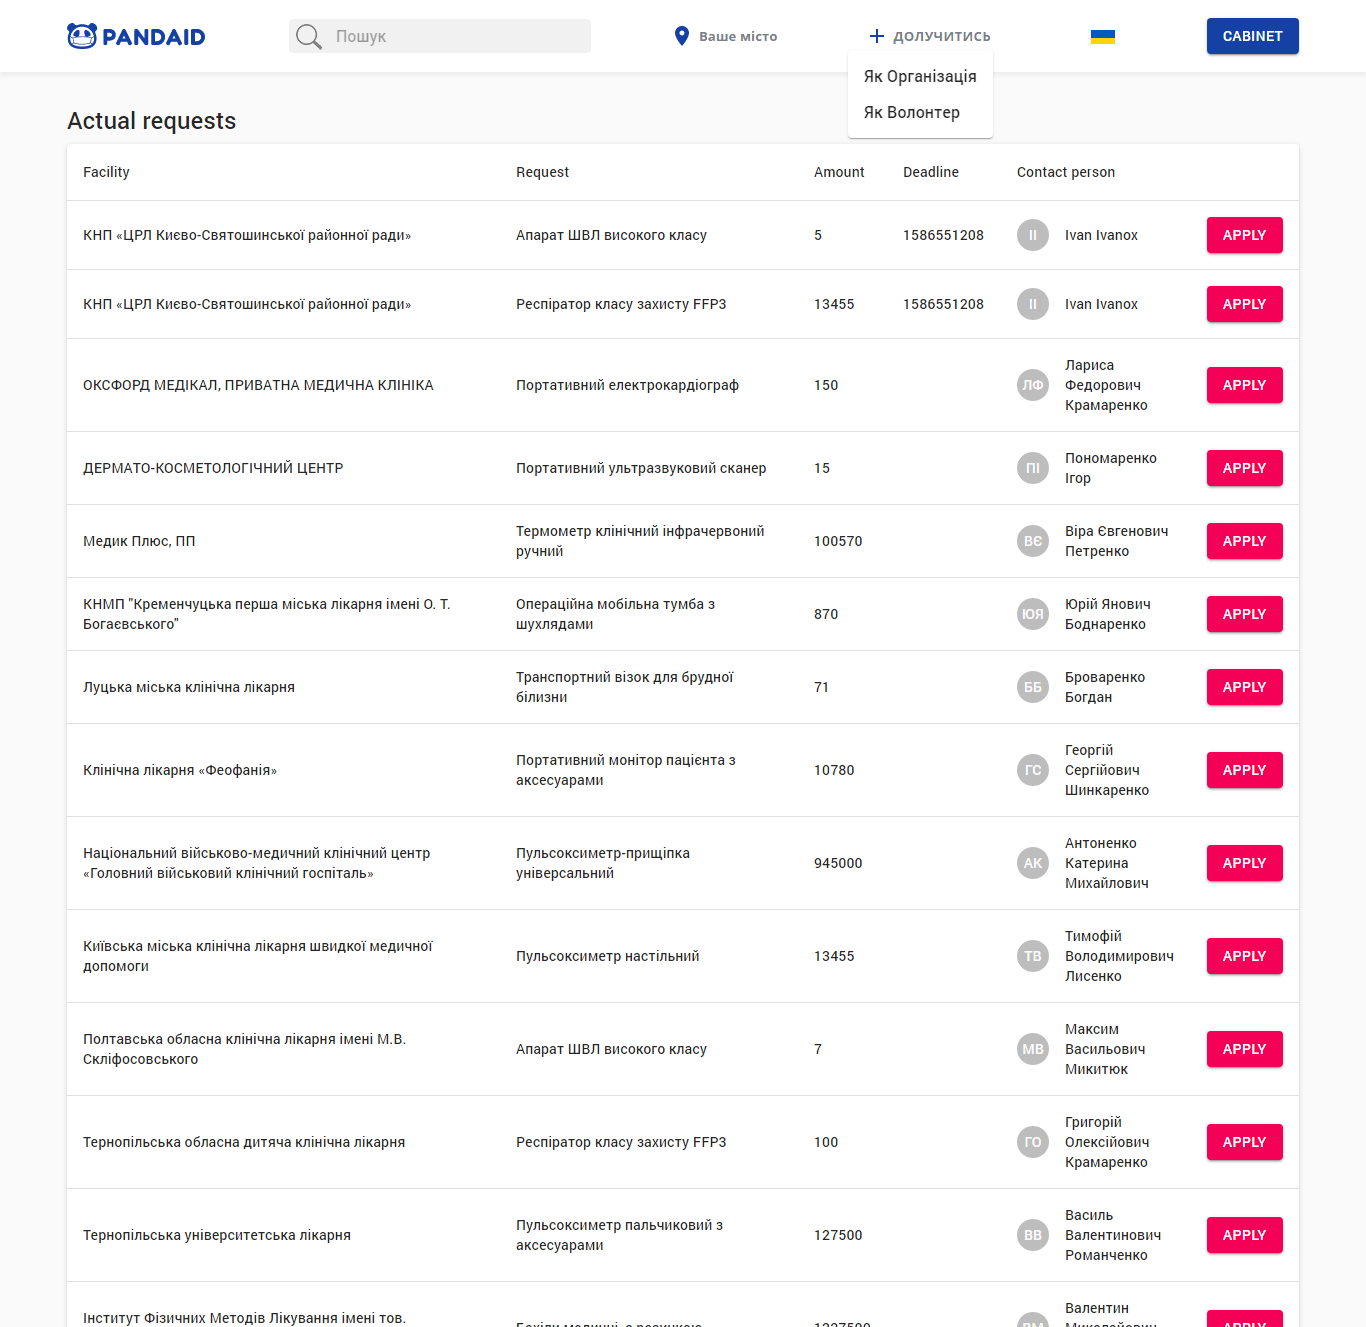 PANDAID
Пошук
Ваше місто
ДОЛУЧИТИСЬ
CABINET
Як Організація
Як Волонтер
Actual requests
Facility Request Amount Deadline Contact person
КНП «ЦРЛ Києво-Святошинської районної ради» Апарат ШВЛ високого класу 5 1586551208 II Ivan Ivanox APPLY
КНП «ЦРЛ Києво-Святошинської районної ради» Респіратор класу захисту FFP3 13455 1586551208 II Ivan Ivanox APPLY
ОКСФОРД МЕДІКАЛ, ПРИВАТНА МЕДИЧНА КЛІНІКА Портативний електрокардіограф 150 ЛФ
Лариса
Федорович
Крамаренко
APPLY
ДЕРМАТО-КОСМЕТОЛОГІЧНИЙ ЦЕНТР Портативний ультразвуковий сканер 15 ПІ
Пономаренко
Ігор
APPLY
Медик Плюс, ПП
Термометр клінічний інфрачервоний
ручний
100570 ВЄ
Віра Євгенович
Петренко
APPLY
КНМП "Кременчуцька перша міська лікарня імені О. Т.
Богаєвського"
Операційна мобільна тумба з
шухлядами
870 ЮЯ
Юрій Янович
Боднаренко
APPLY
Луцька міська клінічна лікарня
Транспортний візок для брудної
білизни
71 ББ
Броваренко
Богдан
APPLY
Клінічна лікарня «Феофанія»
Портативний монітор пацієнта з
аксесуарами
10780 ГС
Георгій
Сергійович
Шинкаренко
APPLY
Національний військово-медичний клінічний центр
«Головний військовий клінічний госпіталь»
Пульсоксиметр-прищіпка
універсальний
945000 АК
Антоненко
Катерина
Михайлович
APPLY
Київська міська клінічна лікарня швидкої медичної
допомоги
Пульсоксиметр настільний 13455 ТВ
Тимофій
Володимирович
Лисенко
APPLY
Полтавська обласна клінічна лікарня імені М.В.
Скліфосовського
Апарат ШВЛ високого класу 7 МВ
Максим
Васильович
Микитюк
APPLY
Тернопільська обласна дитяча клінічна лікарня Респіратор класу захисту FFP3 100 ГО
Григорій
Олексійович
Крамаренко
APPLY
Тернопільська університетська лікарня
Пульсоксиметр пальчиковий з
аксесуарами
127500 ВВ
Василь
Валентинович
Романченко
APPLY
Інститут Фізичних Методів Лікування імені тов.
Валентин